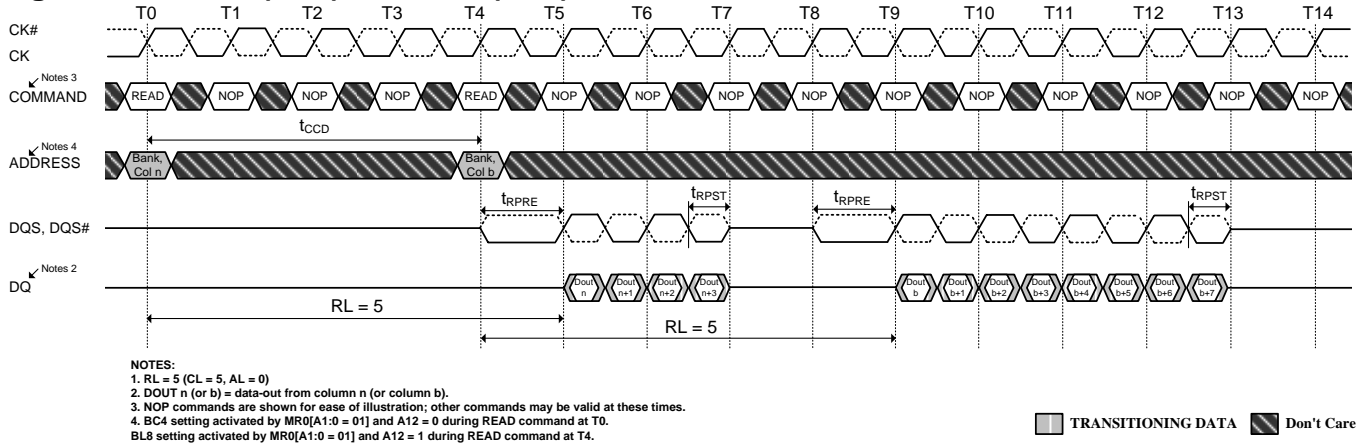 T0 T1 T2 T3 T4 T5 T6 T7 T8 T9 T10 T11 T12 T13 T14
CK#
CK
Notes 3
COMMAND
READ NOP NOP NOP READ NOP NOP NOP NOP NOP NOP NOP NOP NOP NOP
tCCD
Notes 4
ADDRESS
Bank, Col n
Bank, Col b
tRPRE tRPST tRPRE tRPST
DQS, DQS#
Notes 2
DQ
Dout n Dout n+1 Dout n+2 Dout n+3 Dout b Dout b+1 Dout b+2 Dout b+3 Dout b+4 Dout b+5 Dout b+6 Dout b+7
RL = 5
RL = 5
NOTES:
1. RL = 5 (CL = 5, AL = 0)
2. DOUT n (or b) = data-out from column n (or column b).
3. NOP commands are shown for ease of illustration; other commands may be valid at these times.
4. BC4 setting activated by MR0[A1:0 = 01] and A12 = 0 during READ command at T0.
BL8 setting activated by MR0[A1:0 = 01] and A12 = 1 during READ command at T4.
TRANSITIONING DATA Don't Care